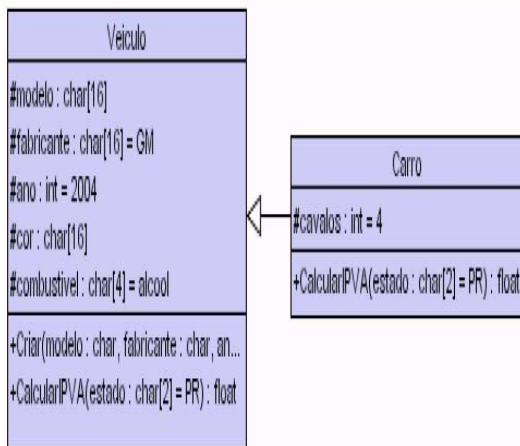 Veiculo
#modelo : char[16]
#fabricante : char[16] = GM
#ano : int = 2004
#cor : char[16]
#combustivel : char[4] = alcool
+Criar(modelo : char, fabricante : char, an...
+CalcularIPVA(estado : char[2] = PR) : float
Carro
#cavalos : int = 4
+CalcularIPVA(estado : char[2] = PR) : float